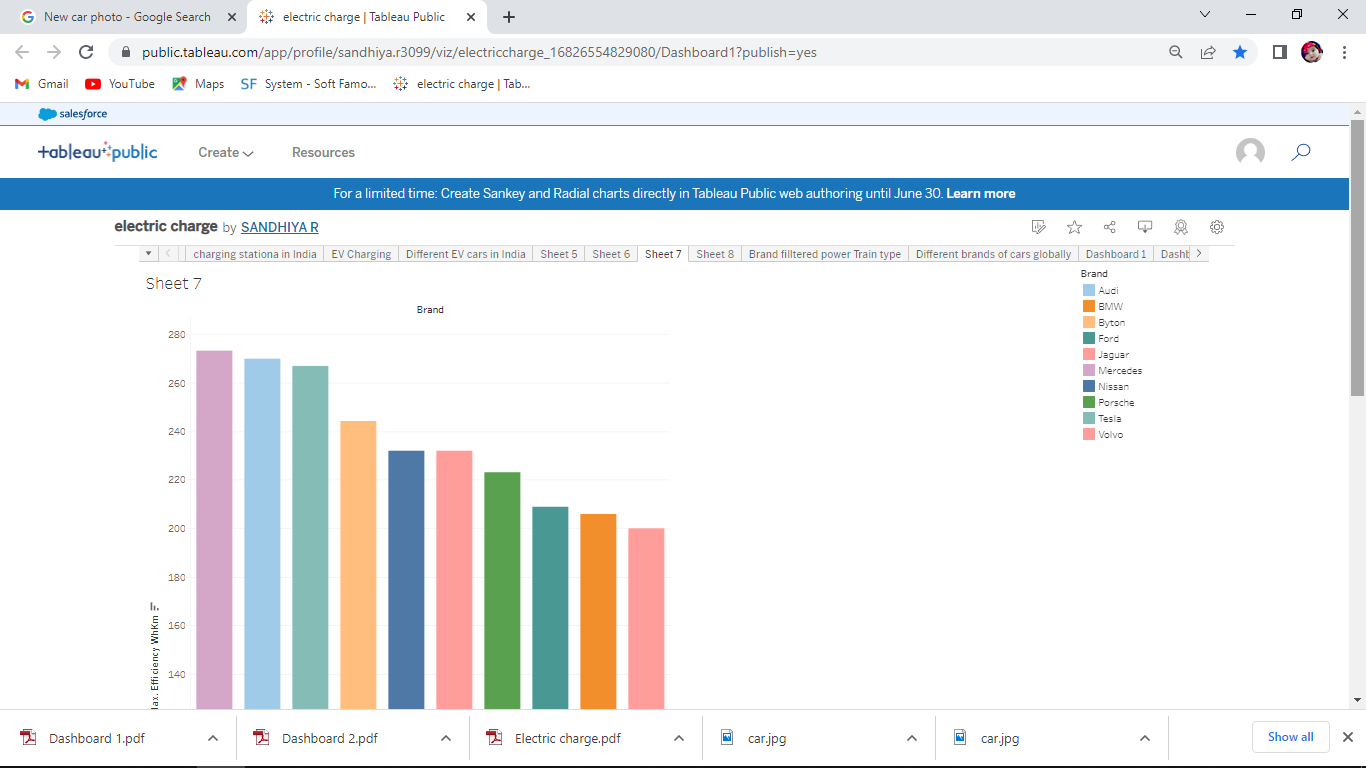 New car photo - Google Search
electric charge | Tableau Public
public.tableau.com/app/profile/sandhiya.r3099/viz/electriccharge_16826554829080/Dashboard1?publish=yes
Gmail YouTube Maps SF System - Soft Famo... electric charge | Tab...
salesforce
+ableau public Create Resources
For a limited time: Create Sankey and Radial charts directly in Tableau Public web authoring until June 30. Learn more
electric charge by SANDHIYA R
charging stationa in India EV Charging Different EV cars in India Sheet 5 Sheet 6 Sheet 7 Sheet 8 Brand filltered power Train type Different brands of cars globally Dashboard 1 Dashb
Sheet 7
Brand
280
260
240
220
200
180
160
140
Efficiency WhKm
Brand
Audi
BMW
Byton
Ford
Jaguar
Mercedes
Nissan
Porsche
Tesla
Volvo
Dashboard 1.pdf Dashboard 2.pdf Electric charge.pdf car.jpg car.jpg Show all